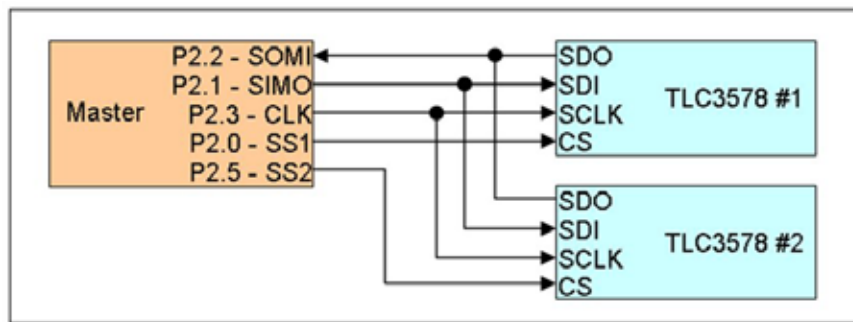 Master
P2.2 - SOMI
P2.1 - SIMO
P2.3 - CLK
P2.0 - SS1
P2.5 - SS2
SDO
SDI
SCLK
CS
TLC3578 #1
SDO
SDI
SCLK
CS
TLC3578 #2